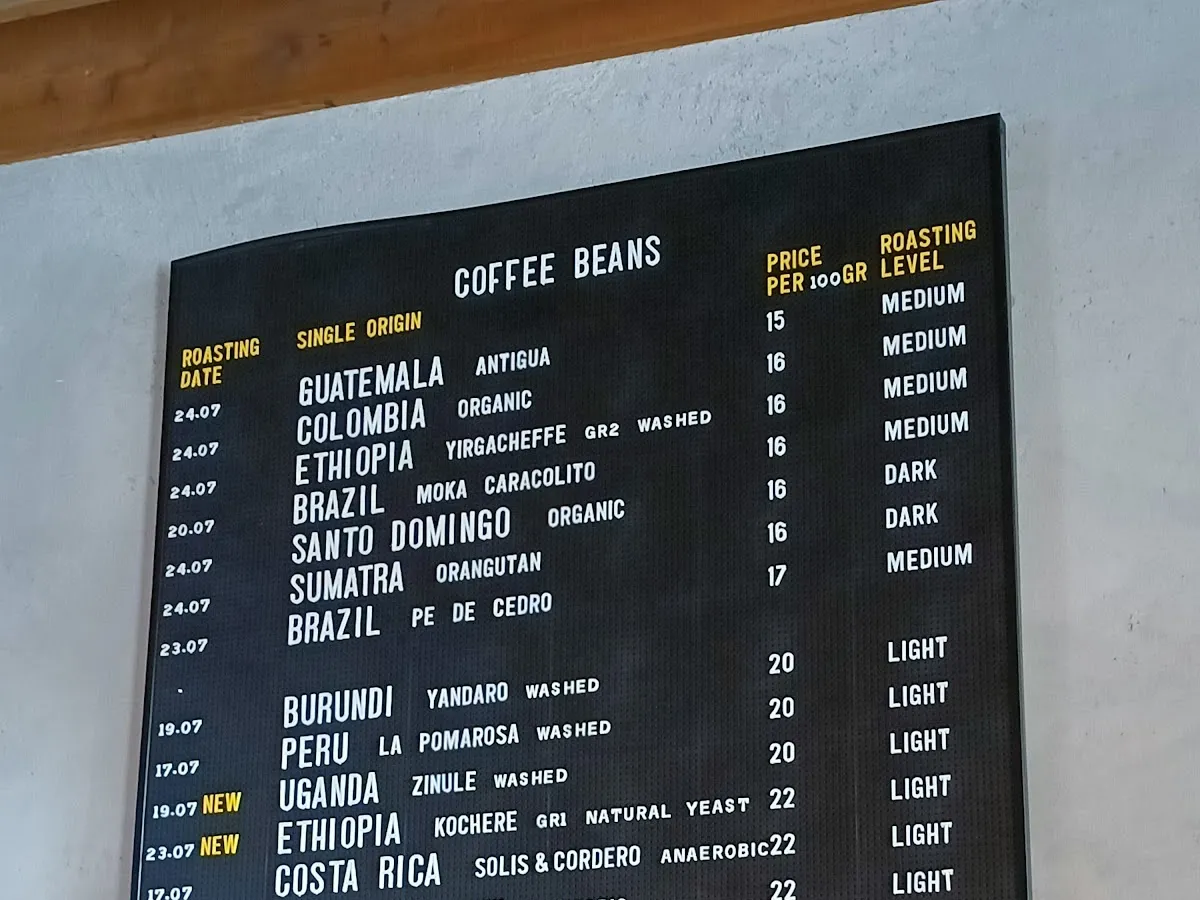 COFFEE BEANS
ROASTING DATE SINGLE ORIGIN PRICE PER 100GR ROASTING LEVEL
24.07 GUATEMALA ANTIGUA 15 MEDIUM
24.07 COLOMBIA ORGANIC 16 MEDIUM
24.07 ETHIOPIA YIRGACHEFFE GR2 WASHED 16 MEDIUM
20.07 BRAZIL MOKA CARACOLITO 16 MEDIUM
24.07 SANTO DOMINGO ORGANIC 16 DARK
24.07 SUMATRA ORANGUTAN 16 DARK
23.07 BRAZIL PE DE CEDRO 17 MEDIUM
19.07 BURUNDI YANDARO WASHED 20 LIGHT
17.07 PERU LA POMAROSA WASHED 20 LIGHT
19.07 NEW UGANDA ZINULE WASHED 20 LIGHT
23.07 NEW ETHIOPIA KOCHERE GR1 NATURAL YEAST 22 LIGHT
17.07 COSTA RICA SOLIS & CORDERO ANAEROBIC 22 LIGHT
22 LIGHT